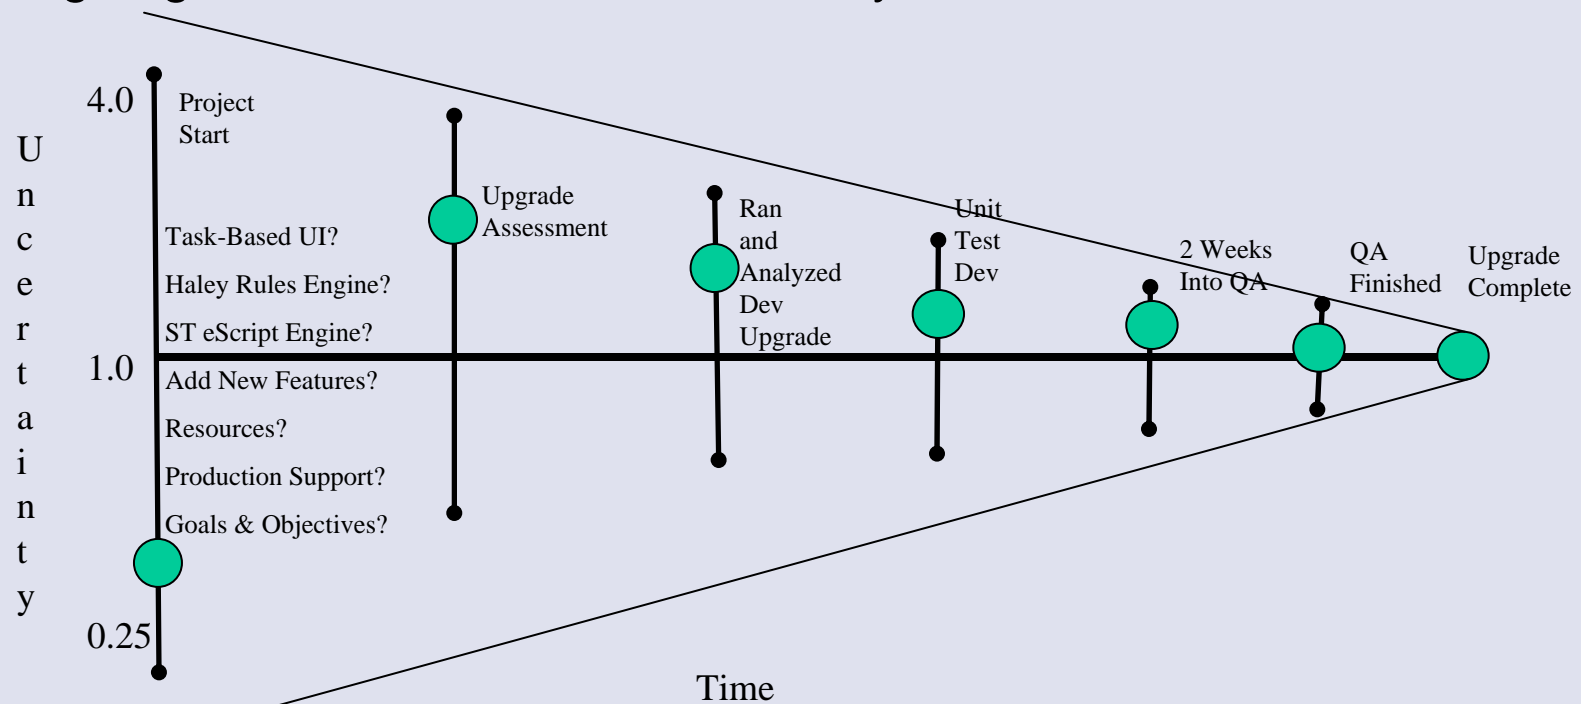 Uncertainty
4.0
1.0
0.25
Project
Start
Task-Based UI?
Haley Rules Engine?
ST eScript Engine?
Add New Features?
Resources?
Production Support?
Goals & Objectives?
Upgrade
Assessment
Ran
and
Analyzed
Dev
Upgrade
Unit
Test
Dev
2 Weeks
Into QA
QA
Finished
Upgrade
Complete
Time